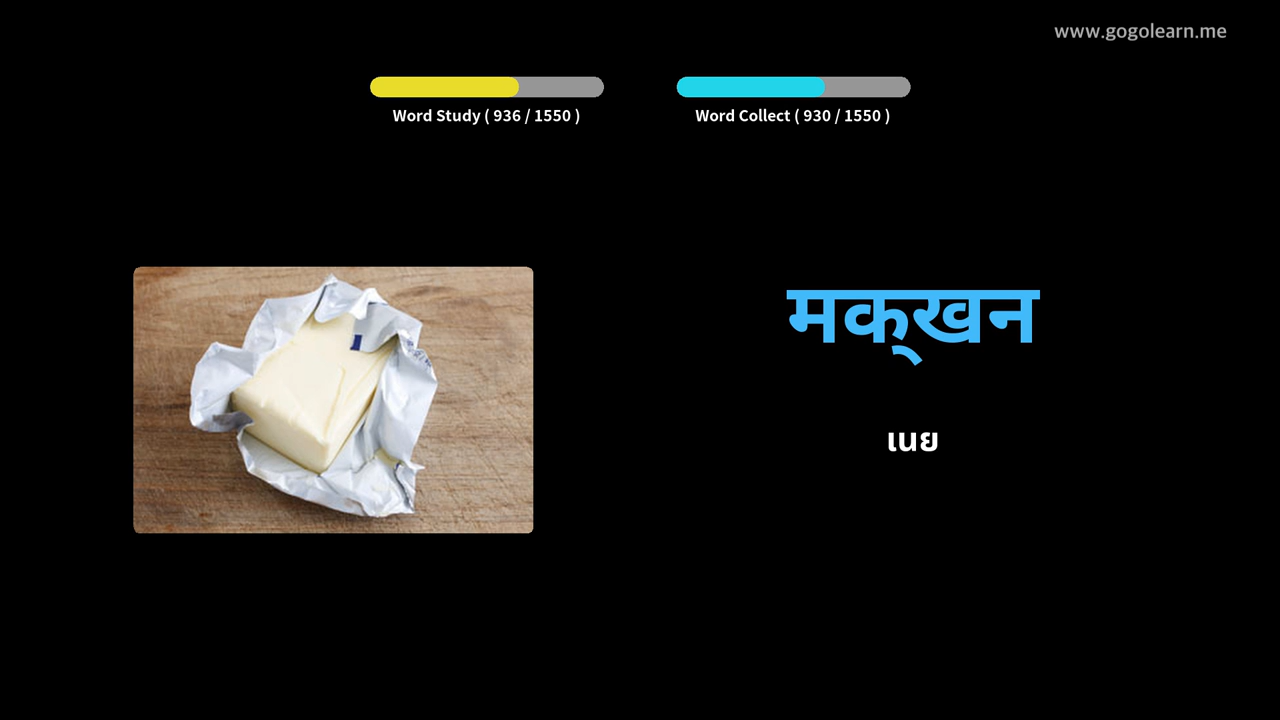 www.gogolearn.me
Word Study ( 936 / 1550 )
Word Collect ( 930 / 1550 )
मक्‌खन
เนย